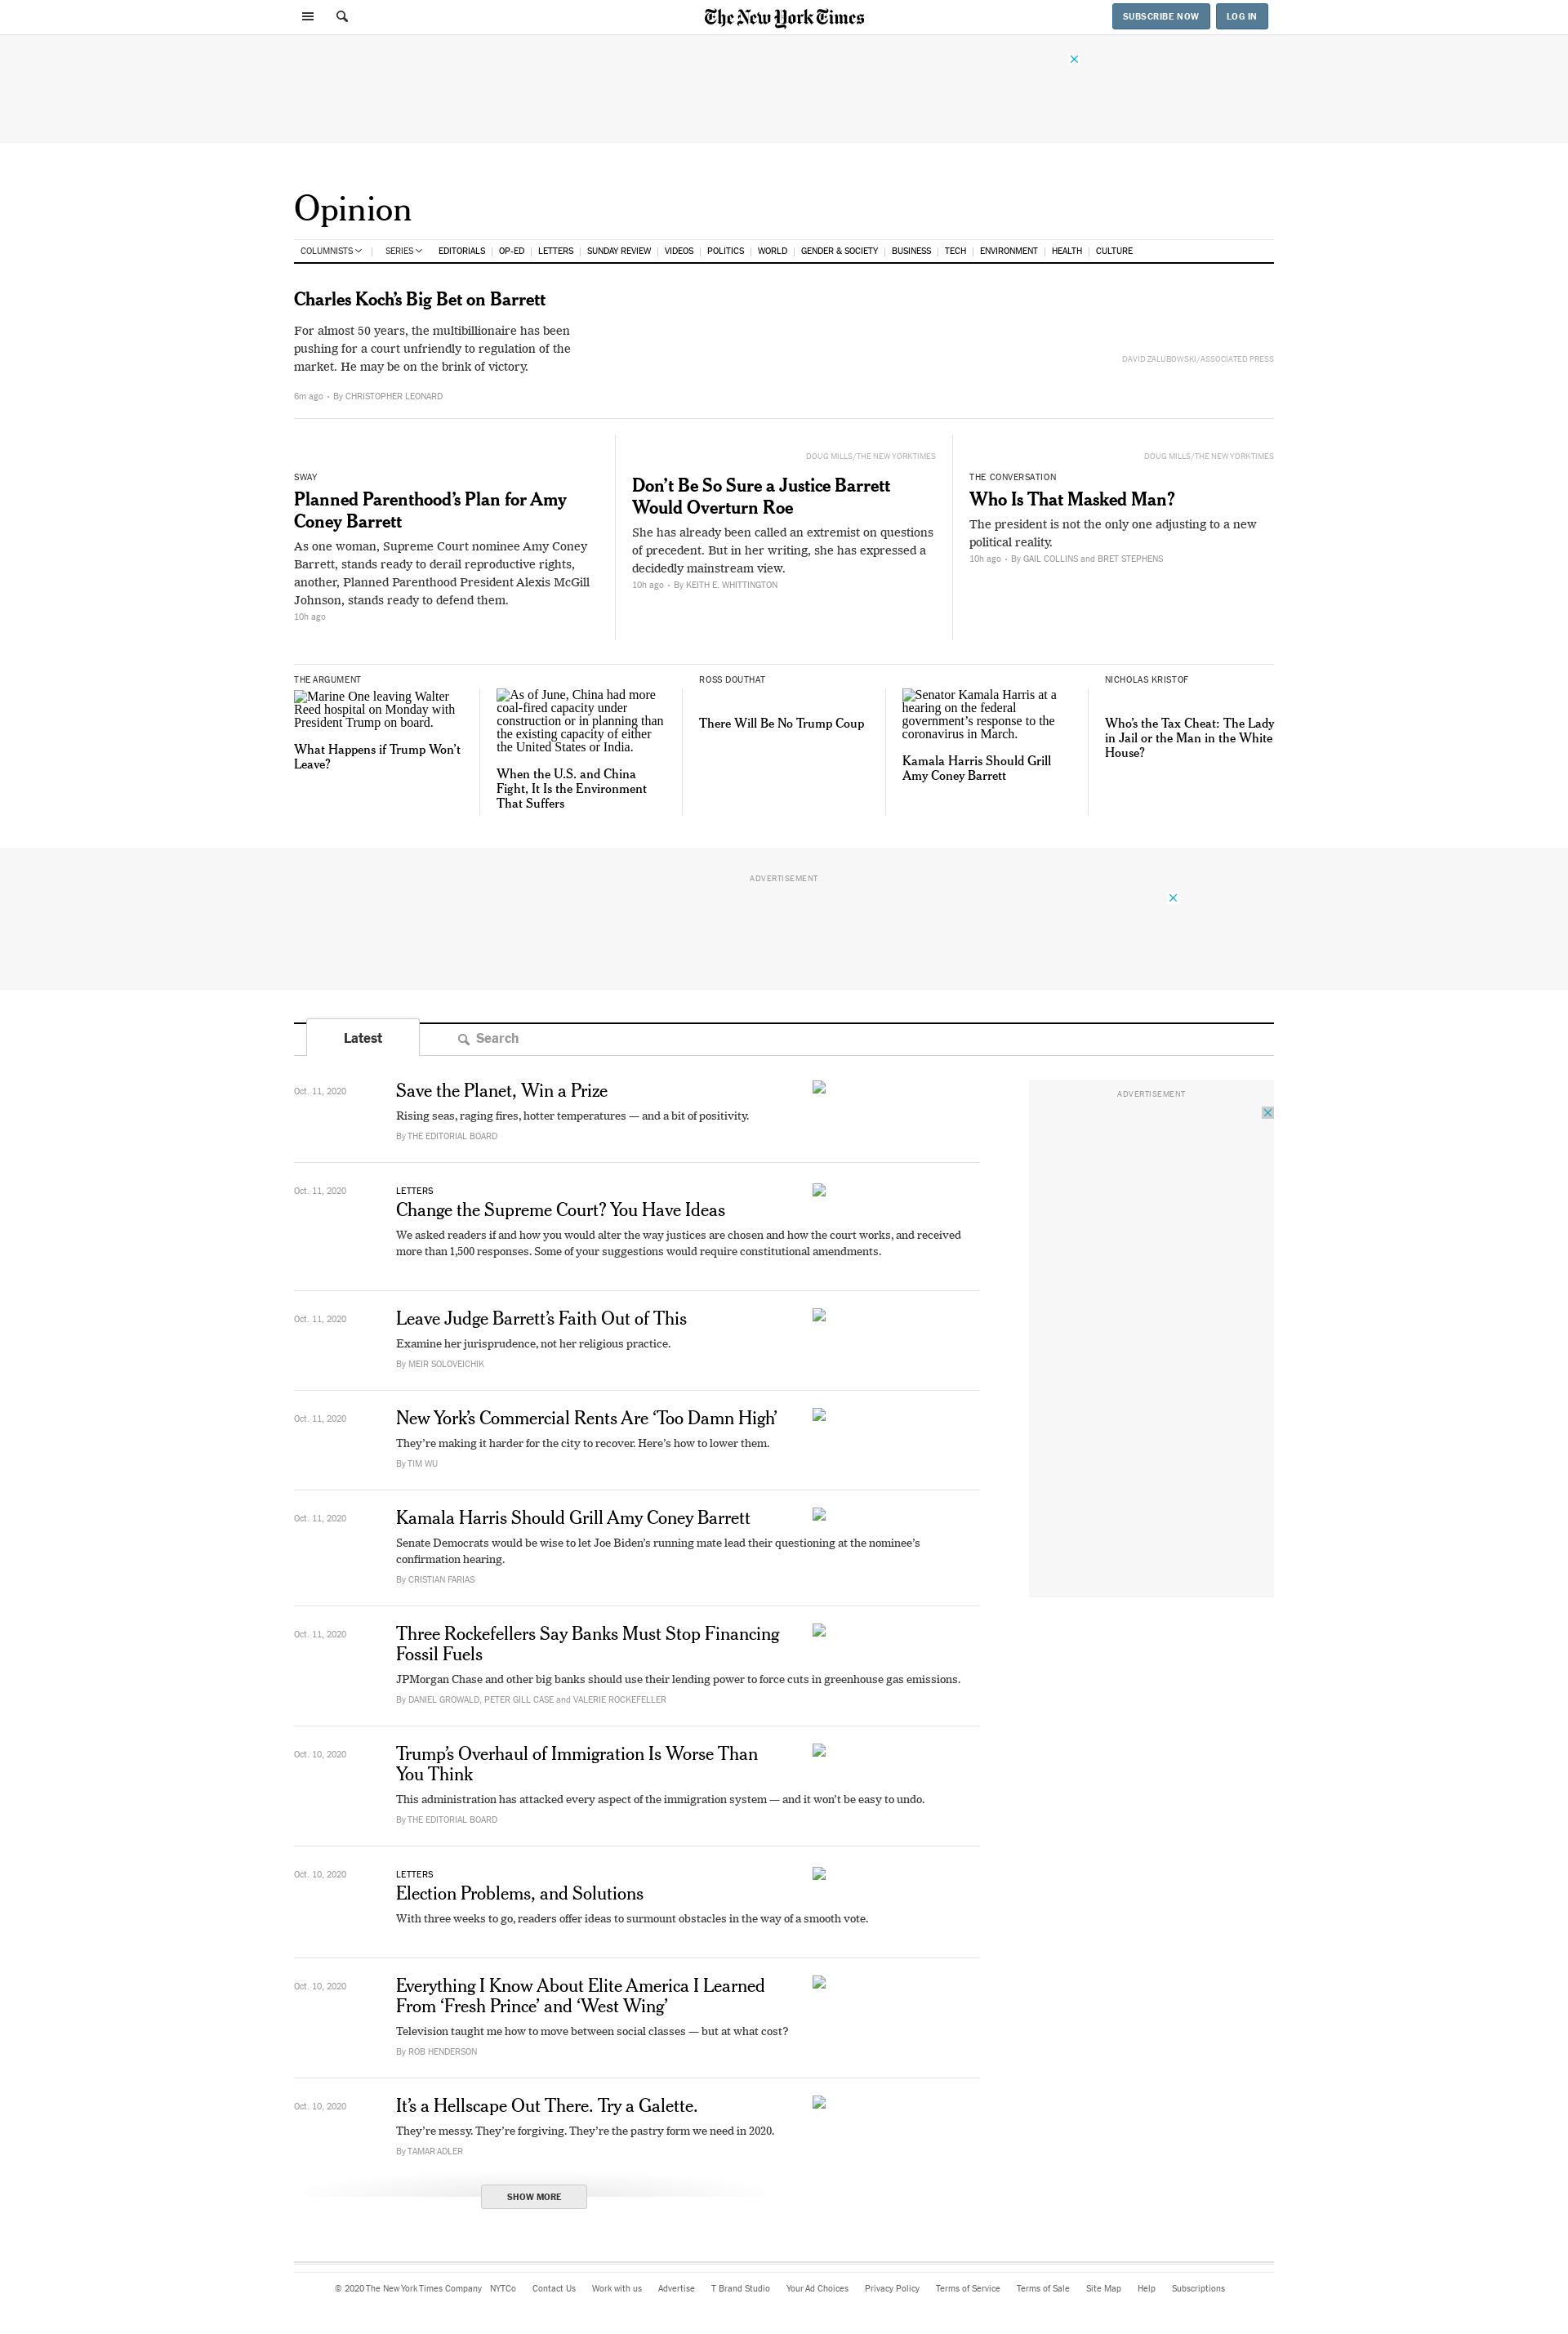 The New York Times
SUBSCRIBE NOW
LOG IN
Opinion
COLUMNISTS
SERIES
EDITORIALS
OP-ED
LETTERS
SUNDAY REVIEW
VIDEOS
POLITICS
WORLD
GENDER & SOCIETY
BUSINESS
TECH
ENVIRONMENT
HEALTH
CULTURE
Charles Koch’s Big Bet on Barrett
For almost 50 years, the multibillionaire has been
pushing for a court unfriendly to regulation of the
market. He may be on the brink of victory.
6m ago • By CHRISTOPHER LEONARD
DAVID ZALUBOWSKI/ASSOCIATED PRESS
SWAY
Planned Parenthood’s Plan for Amy
Coney Barrett
As one woman, Supreme Court nominee Amy Coney
Barrett, stands ready to derail reproductive rights,
another, Planned Parenthood President Alexis McGill
Johnson, stands ready to defend them.
10h ago
DOUG MILLS/THE NEW YORK TIMES
Don’t Be So Sure a Justice Barrett
Would Overturn Roe
She has already been called an extremist on questions
of precedent. But in her writing, she has expressed a
decidedly mainstream view.
10h ago • By KEITH E. WHITTINGTON
DOUG MILLS/THE NEW YORK TIMES
THE CONVERSATION
Who Is That Masked Man?
The president is not the only one adjusting to a new
political reality.
10h ago • By GAIL COLLINS and BRET STEPHENS
THE ARGUMENT
Marine One leaving Walter
Reed hospital on Monday with
President Trump on board.
What Happens if Trump Won’t
Leave?
As of June, China had more
coal-fired capacity under
construction or in planning than
the existing capacity of either
the United States or India.
When the U.S. and China
Fight, It Is the Environment
That Suffers
ROSS DOUTHAT
There Will Be No Trump Coup
Senator Kamala Harris at a
hearing on the federal
government’s response to the
coronavirus in March.
Kamala Harris Should Grill
Amy Coney Barrett
NICHOLAS KRISTOF
Who’s the Tax Cheat: The Lady
in Jail or the Man in the White
House?
ADVERTISEMENT
Latest
Search
Oct. 11, 2020
Save the Planet, Win a Prize
Rising seas, raging fires, hotter temperatures — and a bit of positivity.
By THE EDITORIAL BOARD
ADVERTISEMENT
Oct. 11, 2020
LETTERS
Change the Supreme Court? You Have Ideas
We asked readers if and how you would alter the way justices are chosen and how the court works, and received
more than 1,500 responses. Some of your suggestions would require constitutional amendments.
Oct. 11, 2020
Leave Judge Barrett’s Faith Out of This
Examine her jurisprudence, not her religious practice.
By MEIR SOLOVEICHIK
Oct. 11, 2020
New York’s Commercial Rents Are ‘Too Damn High’
They’re making it harder for the city to recover. Here’s how to lower them.
By TIM WU
Oct. 11, 2020
Kamala Harris Should Grill Amy Coney Barrett
Senate Democrats would be wise to let Joe Biden’s running mate lead their questioning at the nominee’s
confirmation hearing.
By CRISTIAN FARIAS
Oct. 11, 2020
Three Rockefellers Say Banks Must Stop Financing
Fossil Fuels
JPMorgan Chase and other big banks should use their lending power to force cuts in greenhouse gas emissions.
By DANIEL GROWALD, PETER GILL CASE and VALERIE ROCKEFELLER
Oct. 10, 2020
Trump’s Overhaul of Immigration Is Worse Than
You Think
This administration has attacked every aspect of the immigration system — and it won’t be easy to undo.
By THE EDITORIAL BOARD
Oct. 10, 2020
LETTERS
Election Problems, and Solutions
With three weeks to go, readers offer ideas to surmount obstacles in the way of a smooth vote.
Oct. 10, 2020
Everything I Know About Elite America I Learned
From ‘Fresh Prince’ and ‘West Wing’
Television taught me how to move between social classes — but at what cost?
By ROB HENDERSON
Oct. 10, 2020
It’s a Hellscape Out There. Try a Galette.
They’re messy. They’re forgiving. They’re the pastry form we need in 2020.
By TAMAR ADLER
SHOW MORE
© 2020 The New York Times Company NYTCo Contact Us Work with us Advertise T Brand Studio Your Ad Choices Privacy Policy Terms of Service Terms of Sale Site Map Help Subscriptions